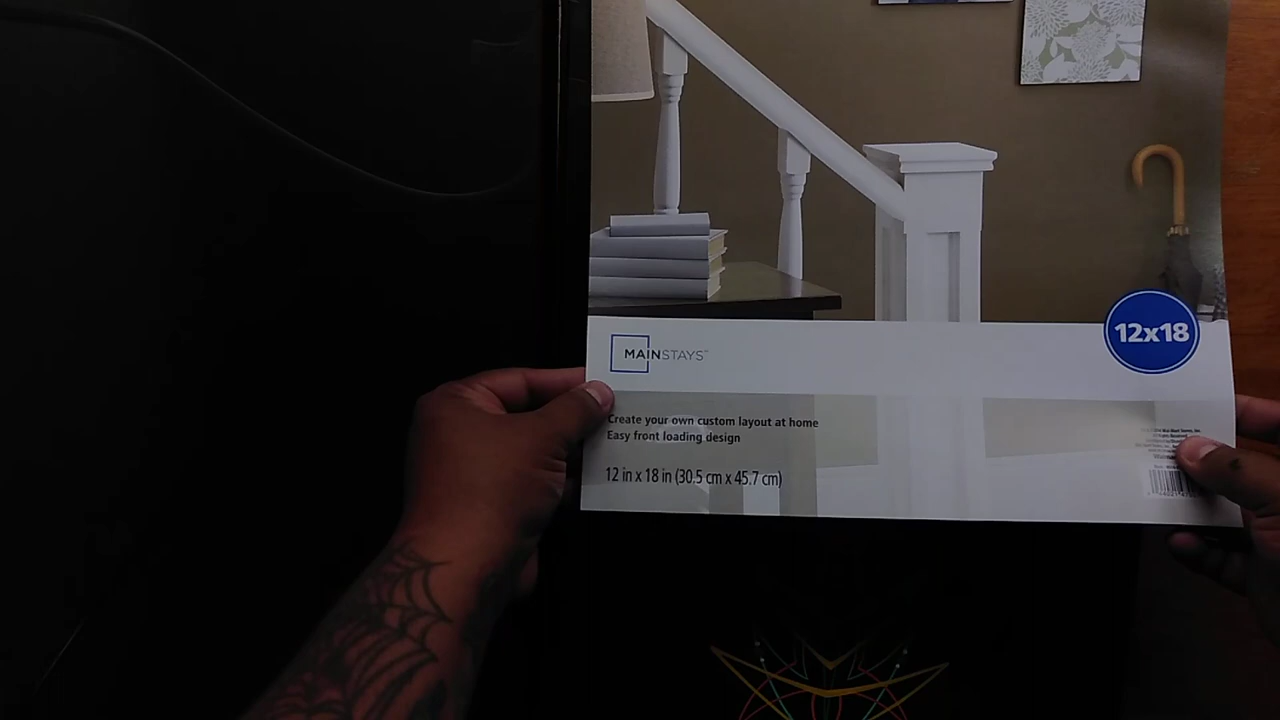 12x18
MAINSTAYS™
Create your own custom layout at home
Easy front loading design
12 in x 18 in (30.5 cm x 45.7 cm)